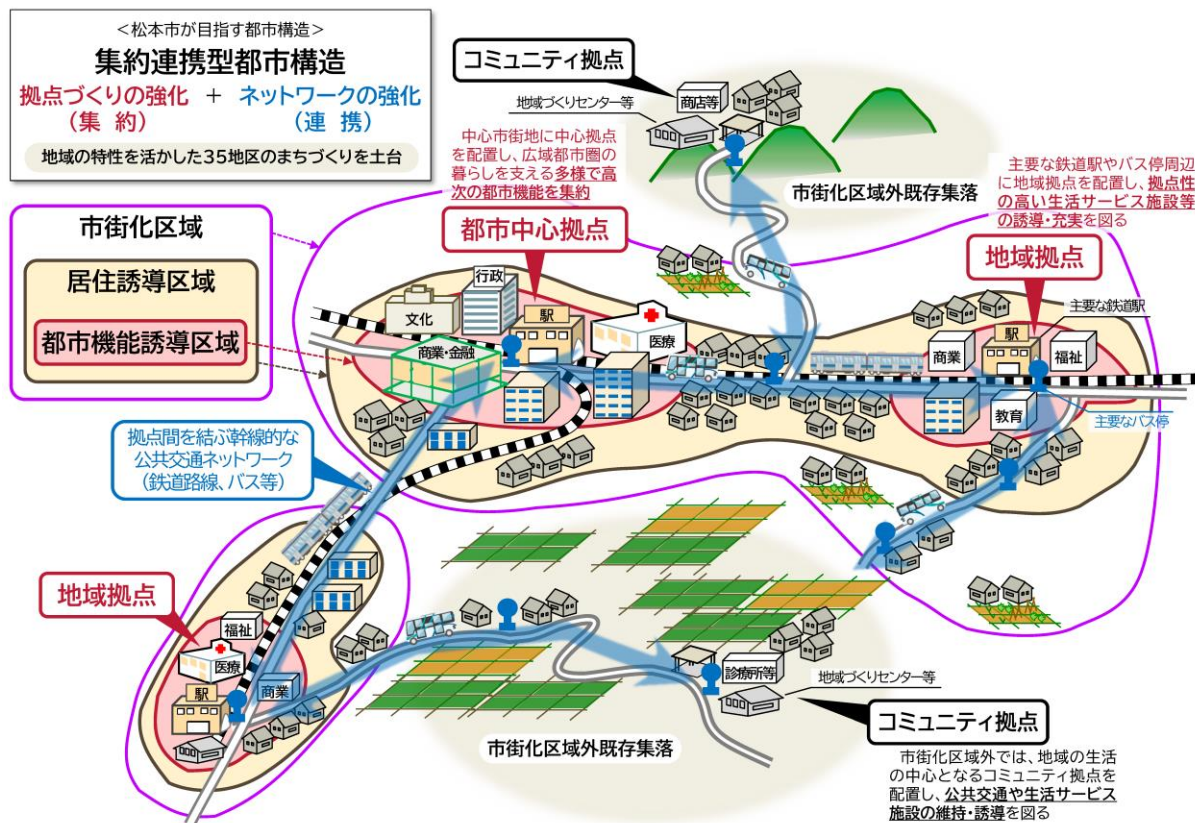 ＜松本市が目指す都市構造＞
集約連携型都市構造
拠点づくりの強化 ＋ ネットワークの強化
（集 約）　（連 携）
地域の特性を活かした35地区のまちづくりを土台
市街化区域
居住誘導区域
都市機能誘導区域
コミュニティ拠点
地域づくりセンター等
商店等
市街化区域外既存集落
中心市街地に中心拠点
を配置し、広域都市圏の
暮らしを支える多様で高
次の都市機能を集約
都市中心拠点
主要な鉄道駅やバス停周辺
に地域拠点を配置し、拠点性
の高い生活サービス施設等
の誘導・充実を図る
地域拠点
主要な鉄道駅
文化
行政
駅
医療
商業・金融
商業
駅
福祉
教育
主要なバス停
拠点間を結ぶ幹線的な
公共交通ネットワーク
（鉄道路線、バス等）
地域拠点
福祉
医療
駅
商業
診療所等
地域づくりセンター等
コミュニティ拠点
市街化区域外既存集落
市街化区域外では、地域の生活
の中心となるコミュニティ拠点を
配置し、公共交通や生活サービス
施設の維持・誘導を図る